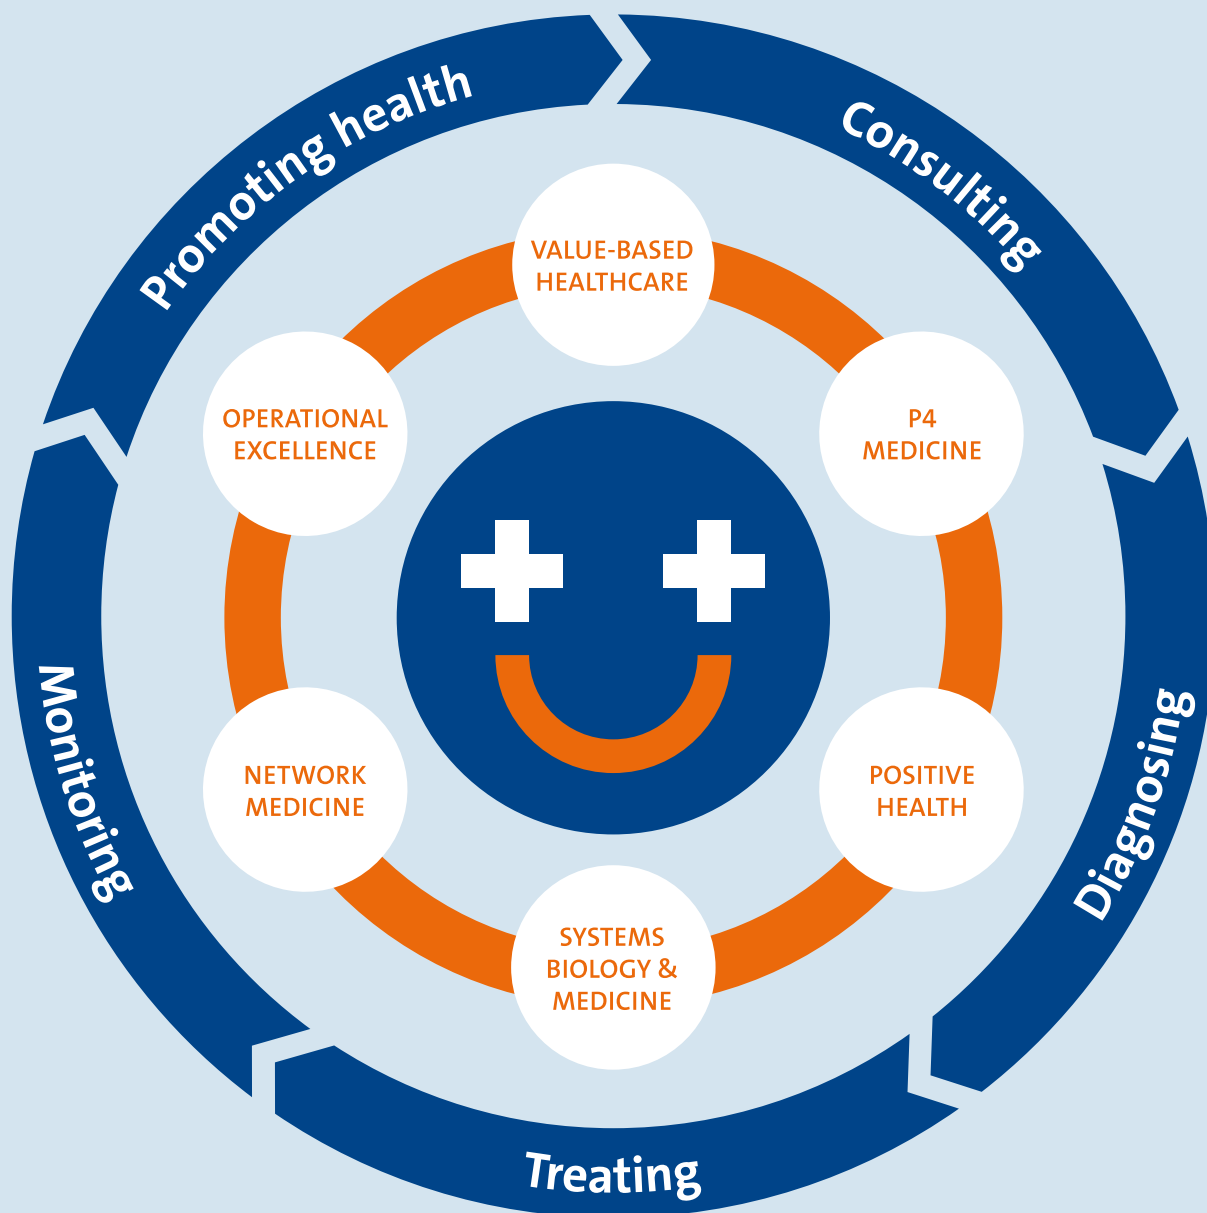 Promoting health
Consulting
Diagnosing
Treating
Monitoring
VALUE-BASED
HEALTHCARE
P4
MEDICINE
POSITIVE
HEALTH
SYSTEMS
BIOLOGY &
MEDICINE
NETWORK
MEDICINE
OPERATIONAL
EXCELLENCE